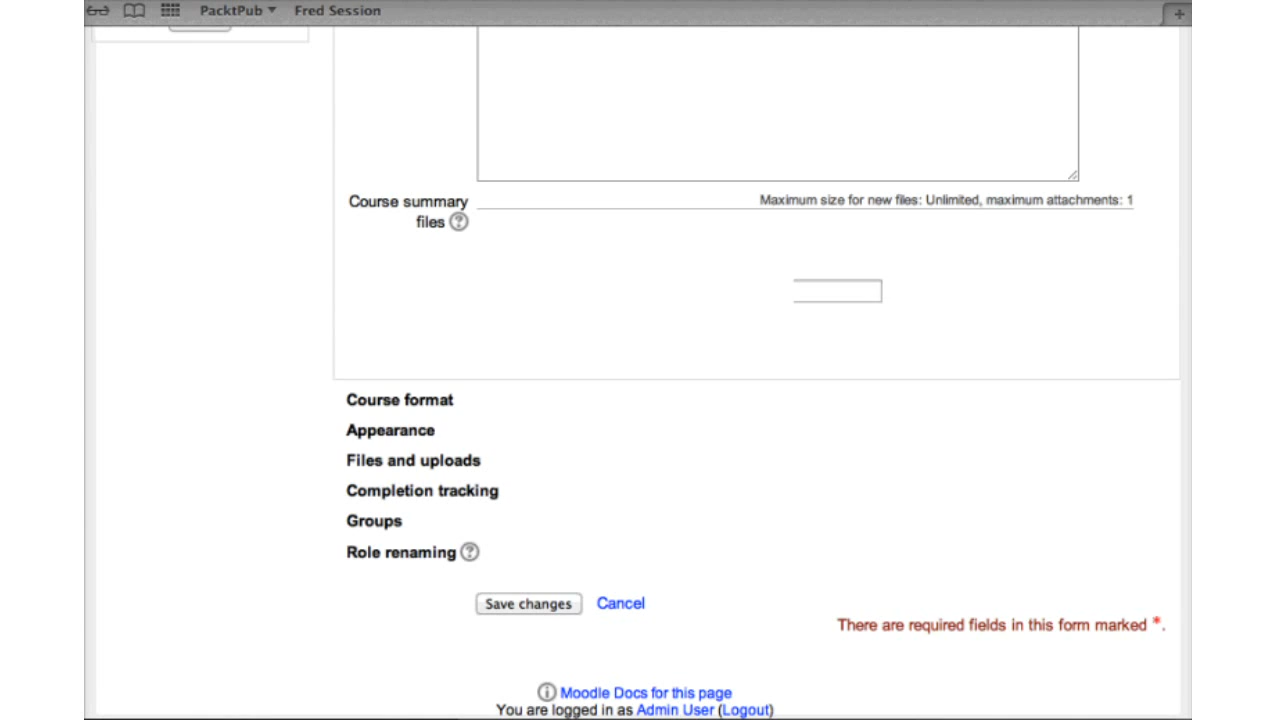 PacktPub Fred Session
Course summary files
Maximum size for new files: Unlimited, maximum attachments: 1
Course format
Appearance
Files and uploads
Completion tracking
Groups
Role renaming
Save changes Cancel
There are required fields in this form marked *.
Moodle Docs for this page
You are logged in as Admin User (Logout)